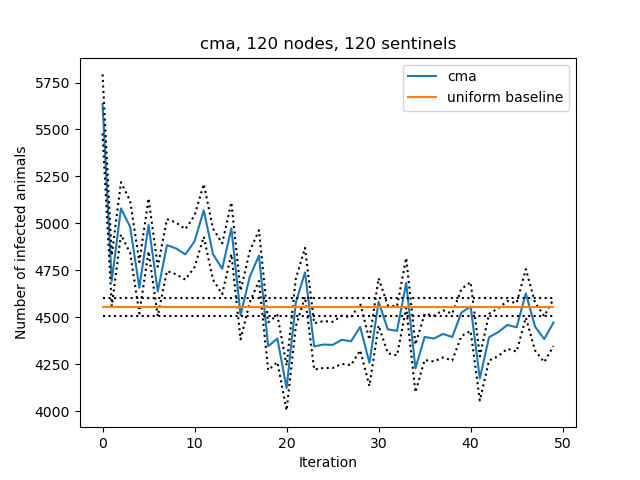 cma, 120 nodes, 120 sentinels
cma
uniform baseline
Number of infected animals
5750
5500
5250
5000
4750
4500
4250
4000
0 10 20 30 40 50
Iteration